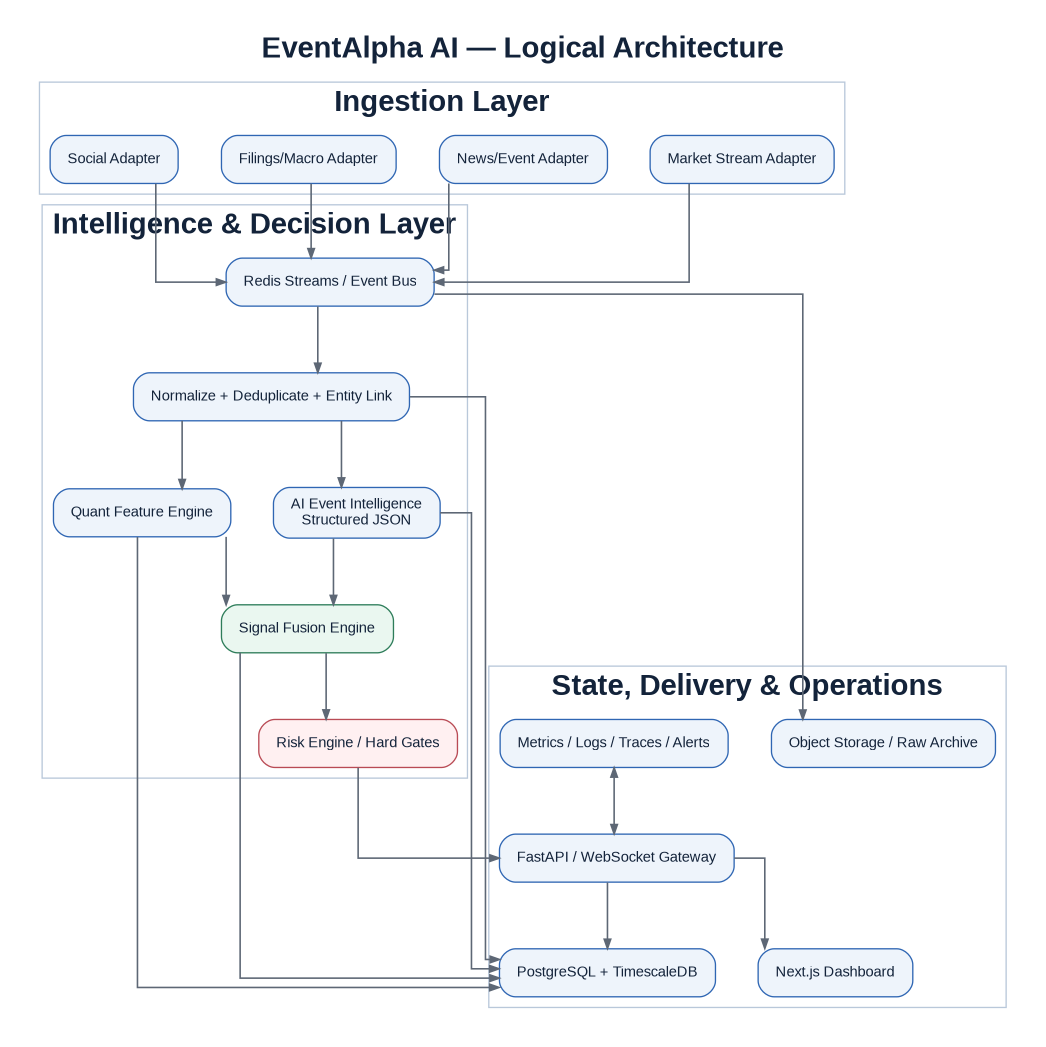 EventAlpha AI — Logical Architecture
Ingestion Layer
Social Adapter
Filings/Macro Adapter
News/Event Adapter
Market Stream Adapter
Intelligence & Decision Layer
Redis Streams / Event Bus
Normalize + Deduplicate + Entity Link
Quant Feature Engine
AI Event Intelligence
Structured JSON
Signal Fusion Engine
Risk Engine / Hard Gates
State, Delivery & Operations
Metrics / Logs / Traces / Alerts
Object Storage / Raw Archive
FastAPI / WebSocket Gateway
PostgreSQL + TimescaleDB
Next.js Dashboard